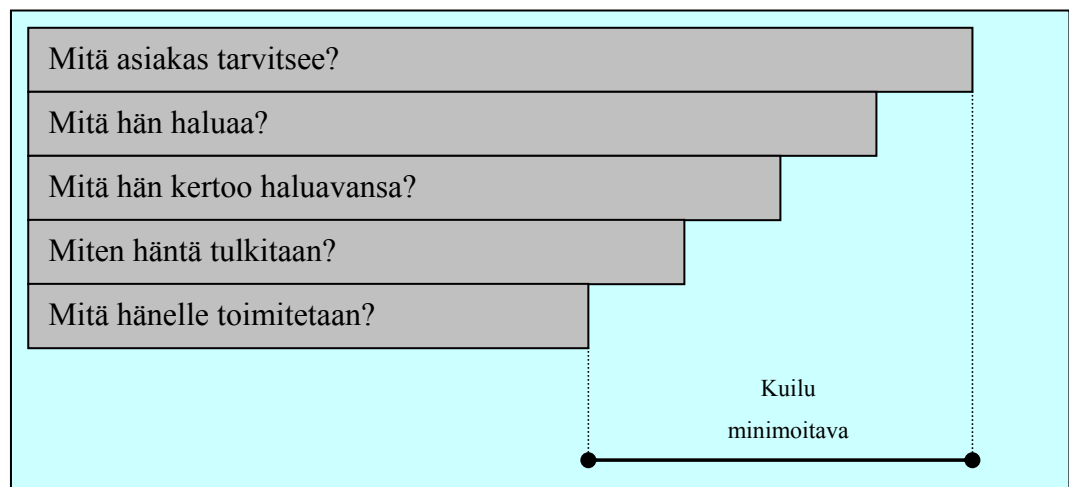 Mitä asiakas tarvitsee?
Mitä hän haluaa?
Mitä hän kertoo haluavansa?
Miten häntä tulkitaan?
Mitä hänelle toimitetaan?
Kuilu
minimoitava